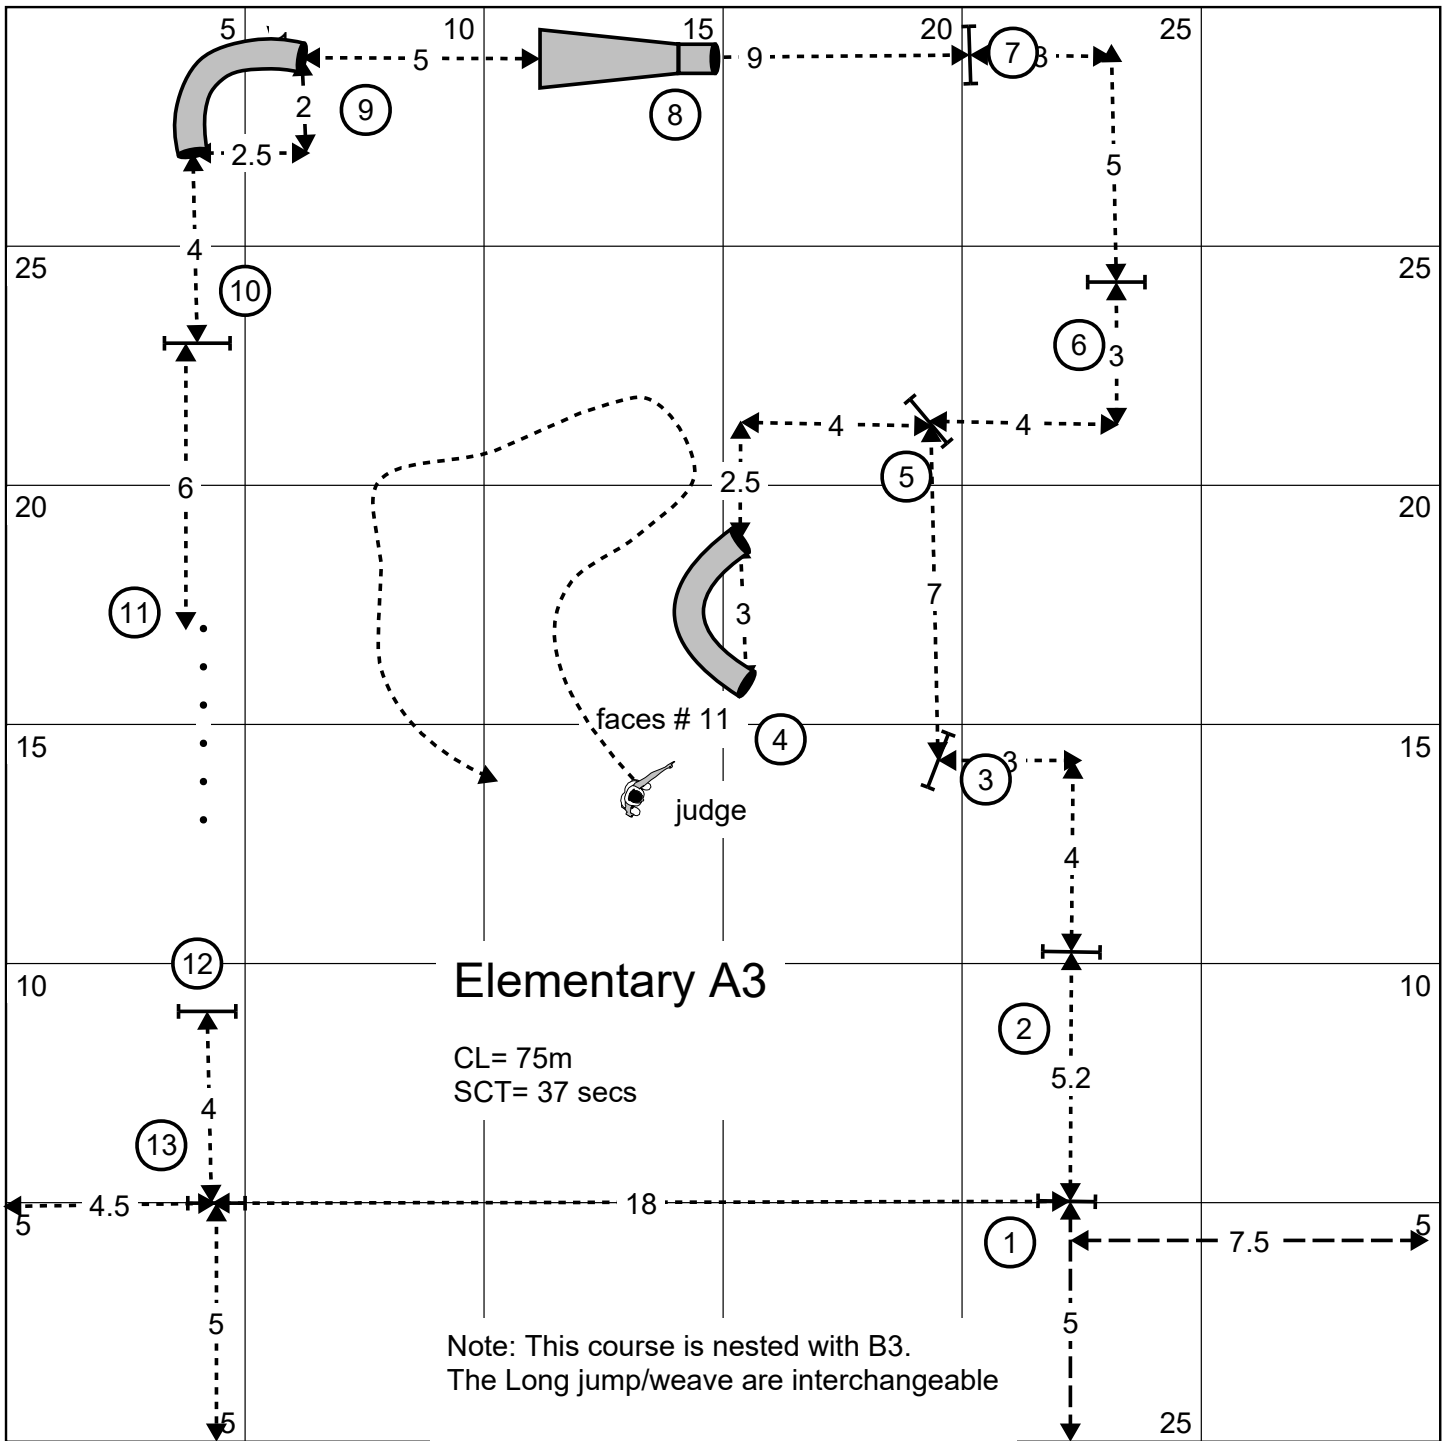 5 10 15 20 25
5 9 7 3
2 9 8
2.5 5
4
25 25
10
6 3
4 4
5
6 2.5
20 20
11 7
3
faces # 11 4
15 15
3 3
judge
4
12
10 Elementary A3 10
2
CL= 75m
5.2
SCT= 37 secs
4
13
4.5 18
5 5
1 7.5
5 5
Note: This course is nested with B3.
The Long jump/weave are interchangeable
5 25